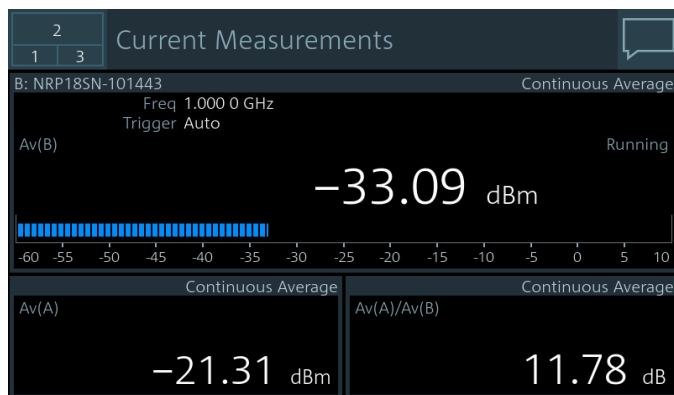 2
1 3
Current Measurements
B: NRP18SN-101443 Continuous Average
Freq 1.000 0 GHz
Trigger Auto
Av(B) Running
−33.09 dBm
-60 -55 -50 -45 -40 -35 -30 -25 -20 -15 -10 -5 0 5 10
Continuous Average
Av(A)
−21.31 dBm
Continuous Average
Av(A)/Av(B)
11.78 dB